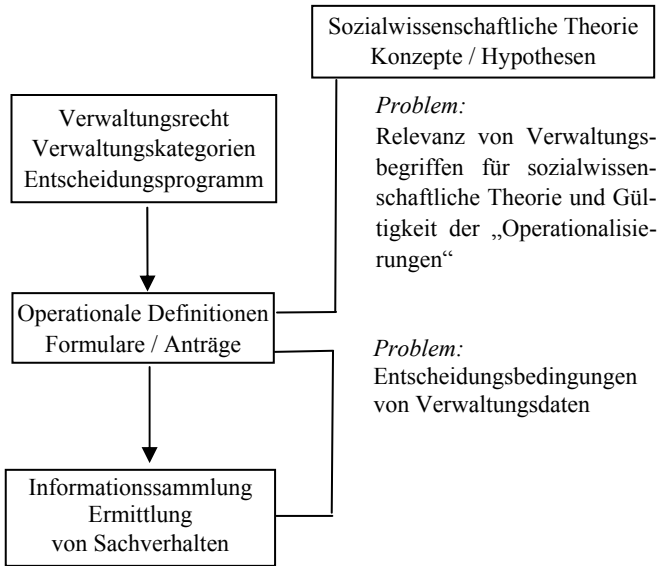 Sozialwissenschaftliche Theorie
Konzepte / Hypothesen
Verwaltungsrecht
Verwaltungskategorien
Entscheidungsprogramm
Problem:
Relevanz von Verwaltungs-
begriffen für sozialwissen-
schaftliche Theorie und Gül-
tigkeit der „Operationalisie-
rungen“
Operationale Definitionen
Formulare / Anträge
Problem:
Entscheidungsbedingungen
von Verwaltungsdaten
Informationssammlung
Ermittlung
von Sachverhalten